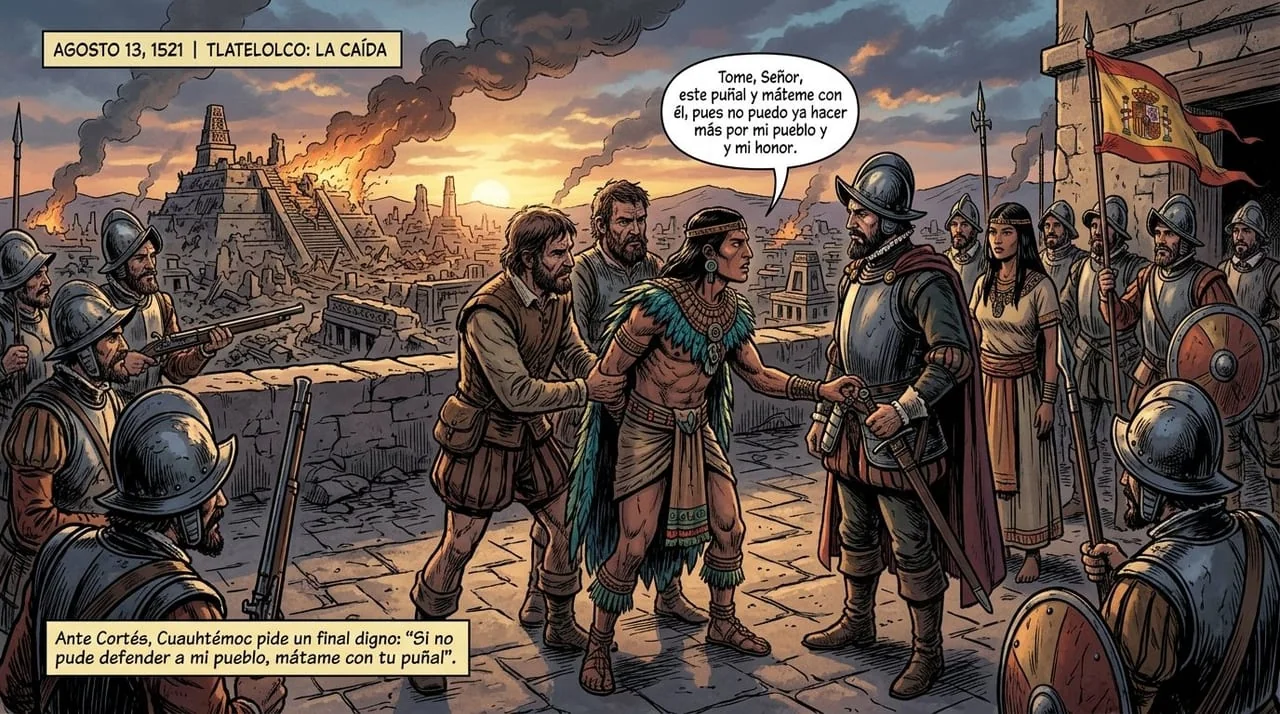 AGOSTO 13, 1521 | TLATELOLCO: LA CAÍDA
Tome, Señor,
este puñal y máteme con
él, pues no puedo ya hacer
más por mi pueblo y
y mi honor.
Ante Cortés, Cuauhtémoc pide un final digno: “Si no
pude defender a mi pueblo, mátame con tu puñal”.